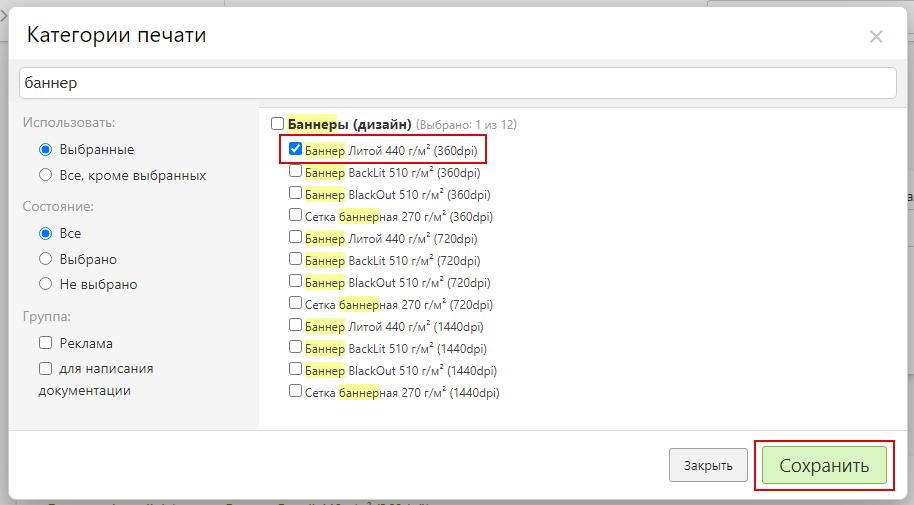 Категории печати
баннер
Использовать:
Выбранные
Все, кроме выбранных
Состояние:
Все
Выбрано
Не выбрано
Группа:
Реклама
для написания
документации
Баннеры (дизайн) (Выбрано: 1 из 12)
Баннер Литой 440 г/м² (360dpi)
Баннер BackLit 510 г/м² (360dpi)
Баннер BlackOut 510 г/м² (360dpi)
Сетка баннерная 270 г/м² (360dpi)
Баннер Литой 440 г/м² (720dpi)
Баннер BackLit 510 г/м² (720dpi)
Баннер BlackOut 510 г/м² (720dpi)
Сетка баннерная 270 г/м² (720dpi)
Баннер Литой 440 г/м² (1440dpi)
Баннер BackLit 510 г/м² (1440dpi)
Баннер BlackOut 510 г/м² (1440dpi)
Сетка баннерная 270 г/м² (1440dpi)
Закрыть
Сохранить